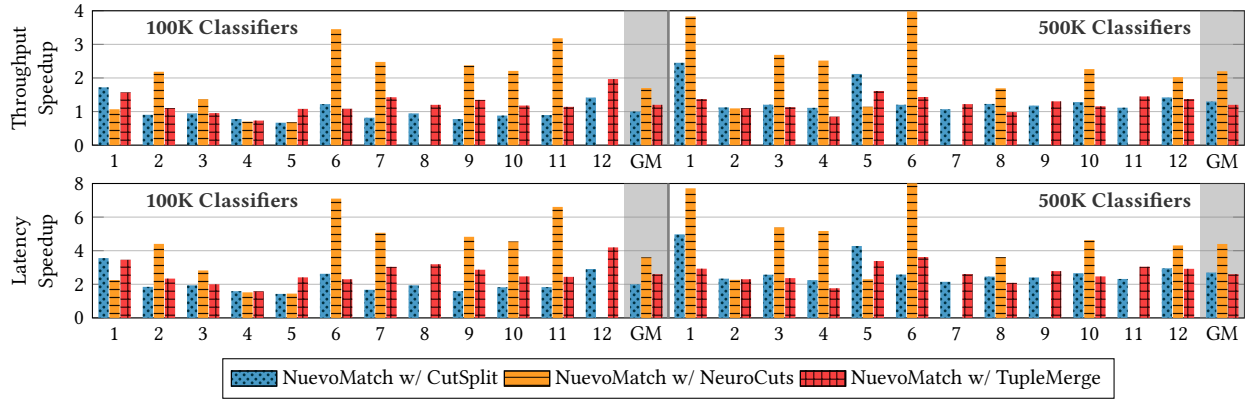 Throughput
Speedup
4
3
2
1
0
100K Classifiers
500K Classifiers
1 2 3 4 5 6 7 8 9 10 11 12 GM 1 2 3 4 5 6 7 8 9 10 11 12 GM
Latency
Speedup
8
6
4
2
0
100K Classifiers
500K Classifiers
1 2 3 4 5 6 7 8 9 10 11 12 GM 1 2 3 4 5 6 7 8 9 10 11 12 GM
NuevoMatch w/ CutSplit NuevoMatch w/ NeuroCuts NuevoMatch w/ TupleMerge